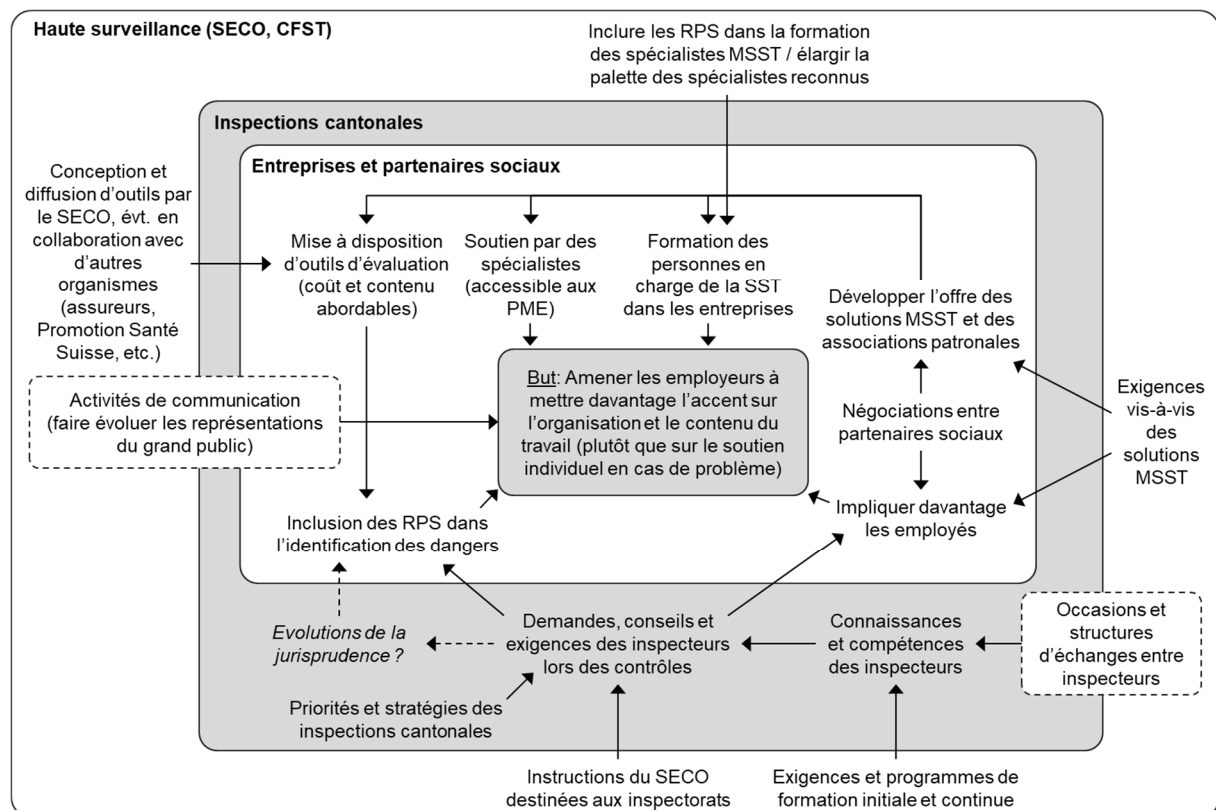 Haute surveillance (SECO, CFST)
Inclure les RPS dans la formation
des spécialistes MSST / élargir la
palette des spécialistes reconnus
Inspections cantonales
Entreprises et partenaires sociaux
Conception et
diffusion d’outils par
le SECO, évt. en
collaboration avec
d’autres
organismes
(assureurs,
Promotion Santé
Suisse, etc.)
Mise à disposition
d’outils d’évaluation
(coût et contenu
abordables)
Soutien par des
spécialistes
(accessible aux
PME)
Formation des
personnes en
charge de la SST
dans les entreprises
Développer l’offre des
solutions MSST et des
associations patronales
Activités de communication
(faire évoluer les représentations
du grand public)
But: Amener les employeurs à
mettre davantage l’accent sur
l’organisation et le contenu du
travail (plutôt que sur le soutien
individuel en cas de problème)
Négociations entre
partenaires sociaux
Exigences
vis-à-vis
des
solutions
MSST
Inclusion des RPS dans
l’identification des dangers
Impliquer davantage
les employés
Evolutions de la
jurisprudence ?
Demandes, conseils et
exigences des inspecteurs
lors des contrôles
Connaissances
et compétences
des inspecteurs
Occasions et
structures
d’échanges entre
inspecteurs
Priorités et stratégies des
inspections cantonales
Instructions du SECO
destinées aux inspectorats
Exigences et programmes de
formation initiale et continue